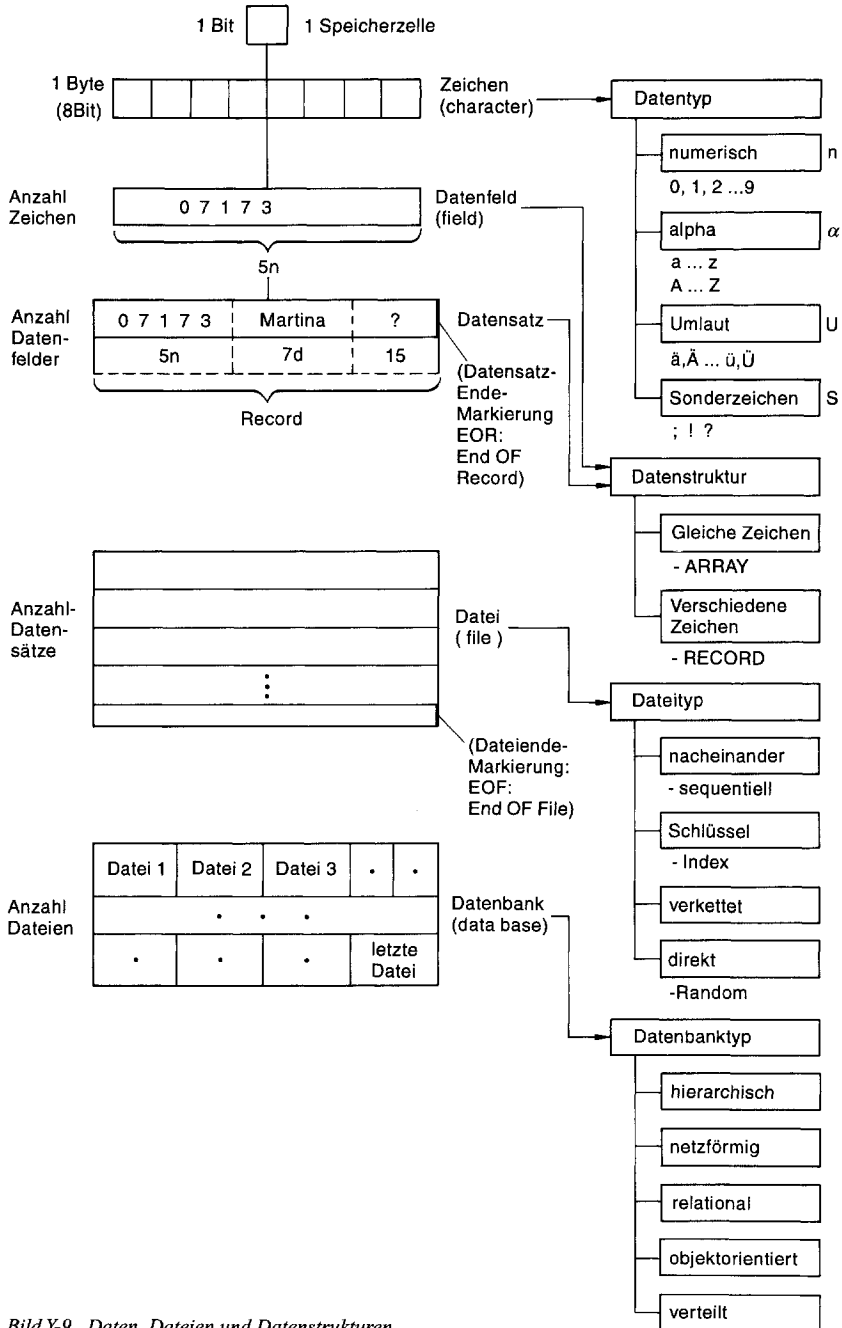 1 Bit 1 Speicherzelle
1 Byte
(8Bit)
Zeichen
(character)
Anzahl
Zeichen
0 7 1 7 3
Datenfeld
(field)
5n
Anzahl
Daten-
felder
0 7 1 7 3 Martina ?
5n 7d 15
Record
Datensatz
(Datensatz-
Ende-
Markierung
EOR:
End OF
Record)
Anzahl-
Daten-
sätze
Datei
( file )
(Dateiende-
Markierung:
EOF:
End OF File)
Anzahl
Dateien
Datei 1 Datei 2 Datei 3
letzte
Datei
Datenbank
(data base)
Datentyp
numerisch n
0, 1, 2 ...9
alpha α
a ... z
A ... Z
Umlaut U
ä,Ä ... ü,Ü
Sonderzeichen S
; ! ?
Datenstruktur
Gleiche Zeichen
- ARRAY
Verschiedene
Zeichen
- RECORD
Dateityp
nacheinander
- sequentiell
Schlüssel
- Index
verkettet
direkt
-Random
Datenbanktyp
hierarchisch
netzförmig
relational
objektorientiert
verteilt
Bild Y-9. Daten, Dateien und Datenstrukturen